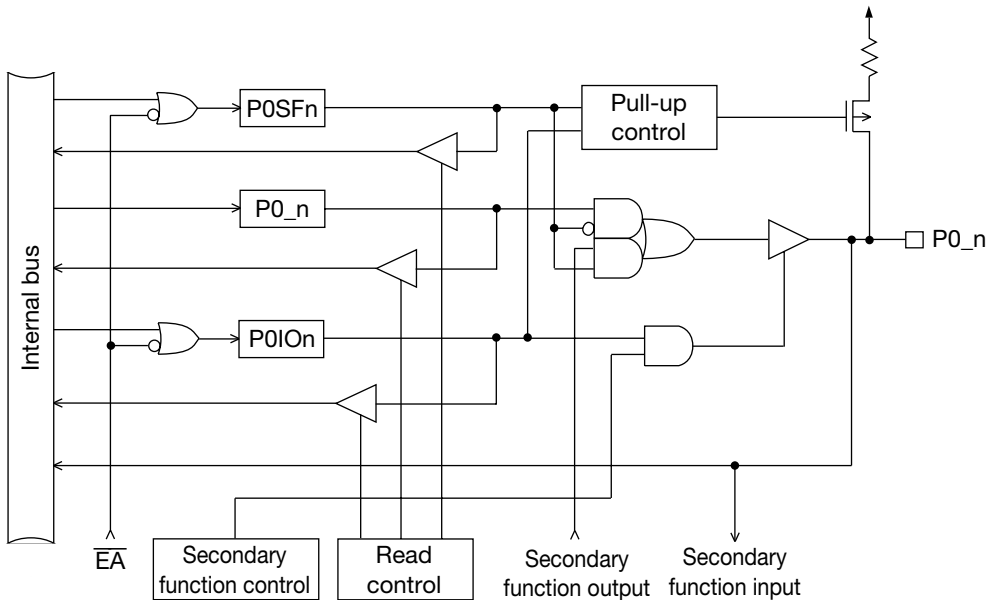 P0SFn
Pull-up
control
P0_n
P0_n
Internal bus
P0IOn
EA
Secondary
function control
Read
control
Secondary
function output
Secondary
function input